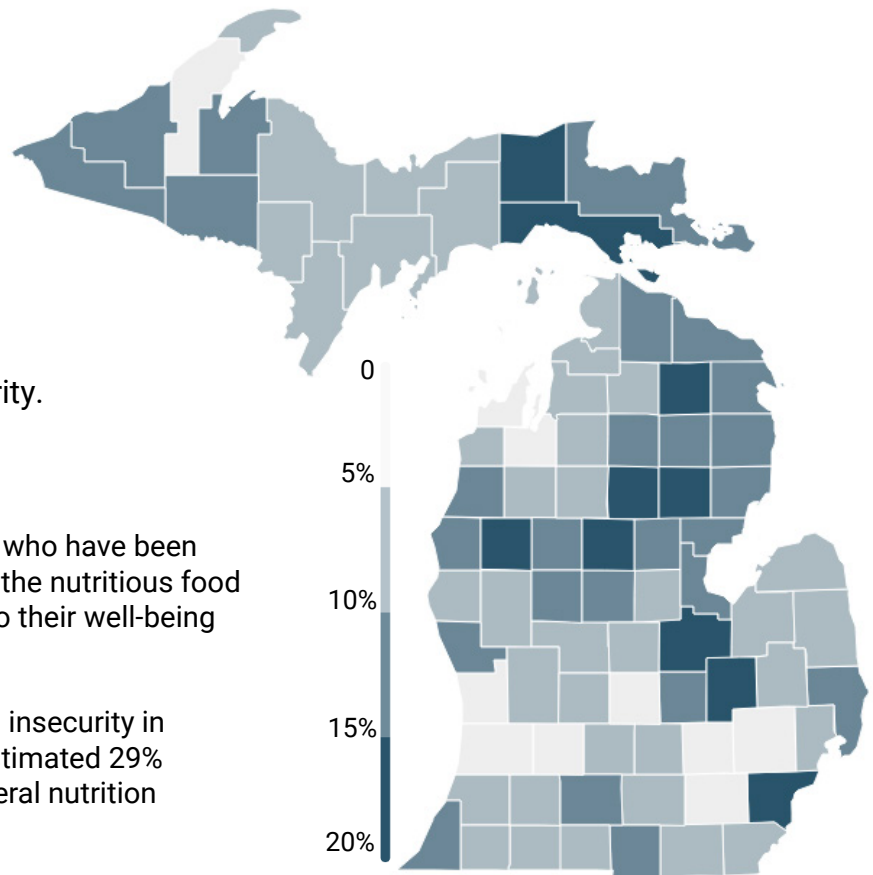 rity.
who have been
the nutritious food
o their well-being
insecurity in
timated 29%
eral nutrition
0
5%
10%
15%
20%